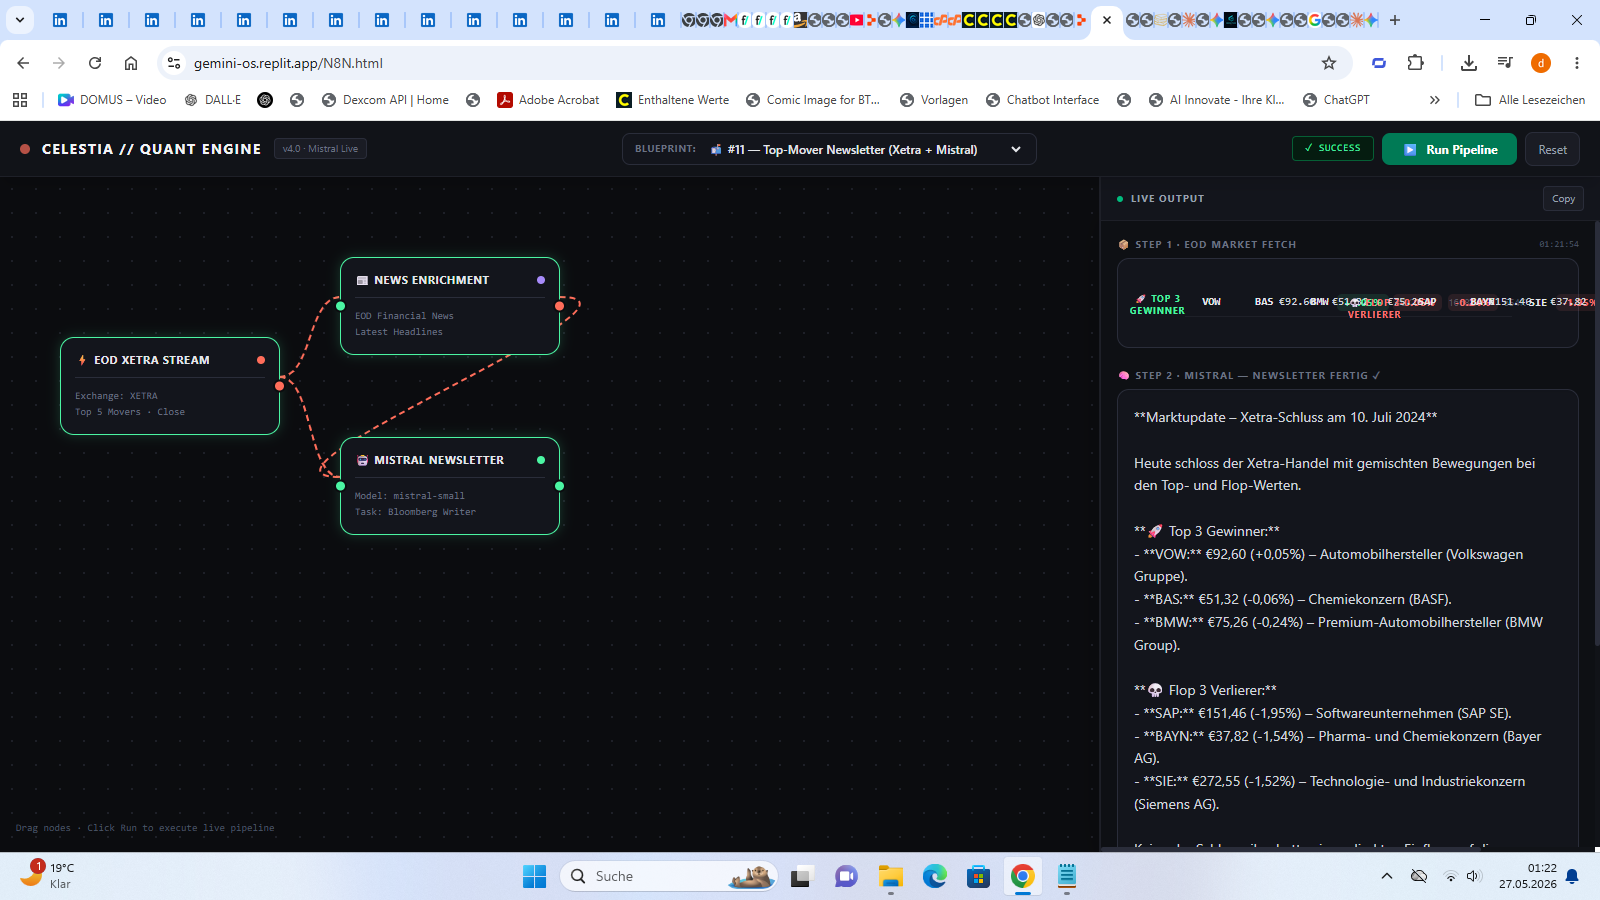 gemini-os.replit.app/N8N.html
d
DOMUS – Video
DALL·E
Dexcom API | Home
Adobe Acrobat
Enthaltene Werte
Comic Image for BT...
Vorlagen
Chatbot Interface
AI Innovate - Ihre KI...
ChatGPT
Alle Lesezeichen
CELESTIA // QUANT ENGINE
v4.0 · Mistral Live
BLUEPRINT:
#11 — Top-Mover Newsletter (Xetra + Mistral)
✓ SUCCESS
Run Pipeline
Reset
LIVE OUTPUT
Copy
STEP 1 · EOD MARKET FETCH
01:21:54
🚀 TOP 3 GEWINNER
VOW
BAS €92.60
BMW
VERLIERER
SIE €37.82
NEWS ENRICHMENT
EOD Financial News
Latest Headlines
EOD XETRA STREAM
Exchange: XETRA
Top 5 Movers · Close
MISTRAL NEWSLETTER
Model: mistral-small
Task: Bloomberg Writer
STEP 2 · MISTRAL — NEWSLETTER FERTIG ✓
**Marktupdate – Xetra-Schluss am 10. Juli 2024**
Heute schloss der Xetra-Handel mit gemischten Bewegungen bei
den Top- und Flop-Werten.
**🚀 Top 3 Gewinner:**
- **VOW:** €92,60 (+0,05%) – Automobilhersteller (Volkswagen
Gruppe).
- **BAS:** €51,32 (-0,06%) – Chemiekonzern (BASF).
- **BMW:** €75,26 (-0,24%) – Premium-Automobilhersteller (BMW
Group).
**💀 Flop 3 Verlierer:**
- **SAP:** €151,46 (-1,95%) – Softwareunternehmen (SAP SE).
- **BAYN:** €37,82 (-1,54%) – Pharma- und Chemiekonzern (Bayer
AG).
- **SIE:** €272,55 (-1,52%) – Technologie- und Industriekonzern
(Siemens AG).
Drag nodes · Click Run to execute live pipeline
1
19°C
Klar
Suche
01:22
27.05.2026